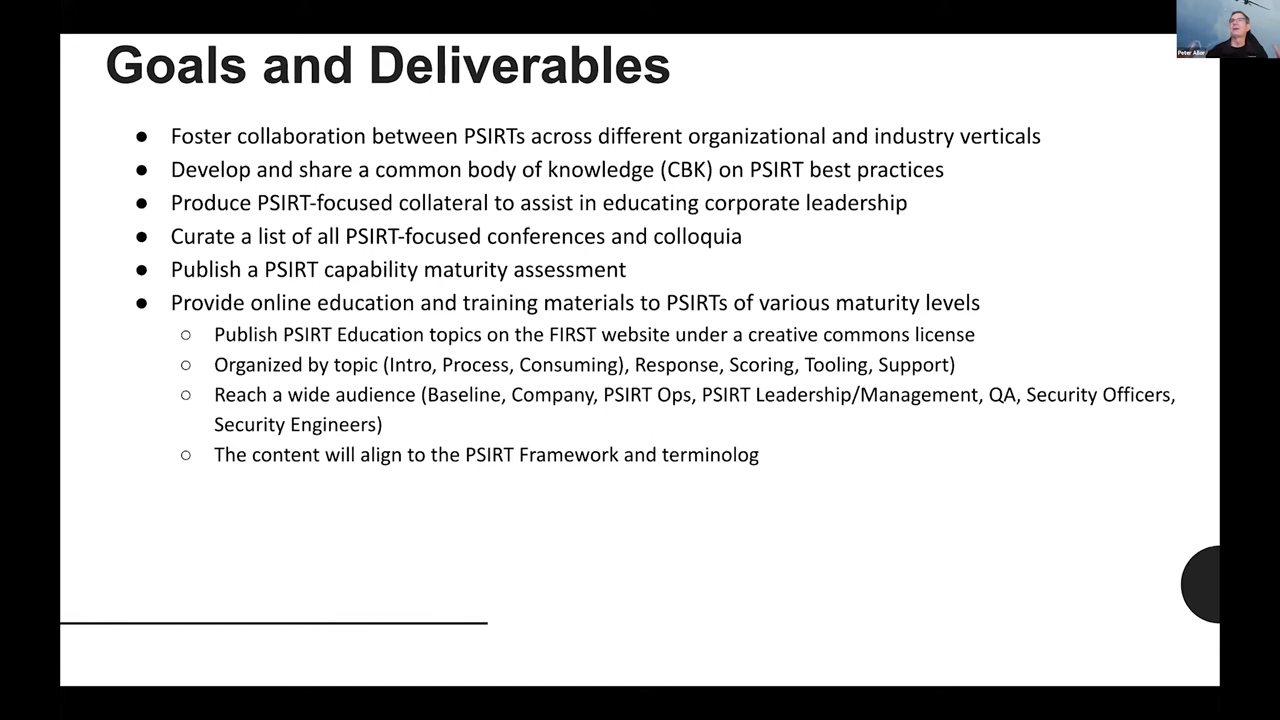 Goals and Deliverables
Peter Allor
● Foster collaboration between PSIRTs across different organizational and industry verticals
● Develop and share a common body of knowledge (CBK) on PSIRT best practices
● Produce PSIRT-focused collateral to assist in educating corporate leadership
● Curate a list of all PSIRT-focused conferences and colloquia
● Publish a PSIRT capability maturity assessment
● Provide online education and training materials to PSIRTs of various maturity levels
○ Publish PSIRT Education topics on the FIRST website under a creative commons license
○ Organized by topic (Intro, Process, Consuming), Response, Scoring, Tooling, Support)
○ Reach a wide audience (Baseline, Company, PSIRT Ops, PSIRT Leadership/Management, QA, Security Officers,
Security Engineers)
○ The content will align to the PSIRT Framework and terminolog